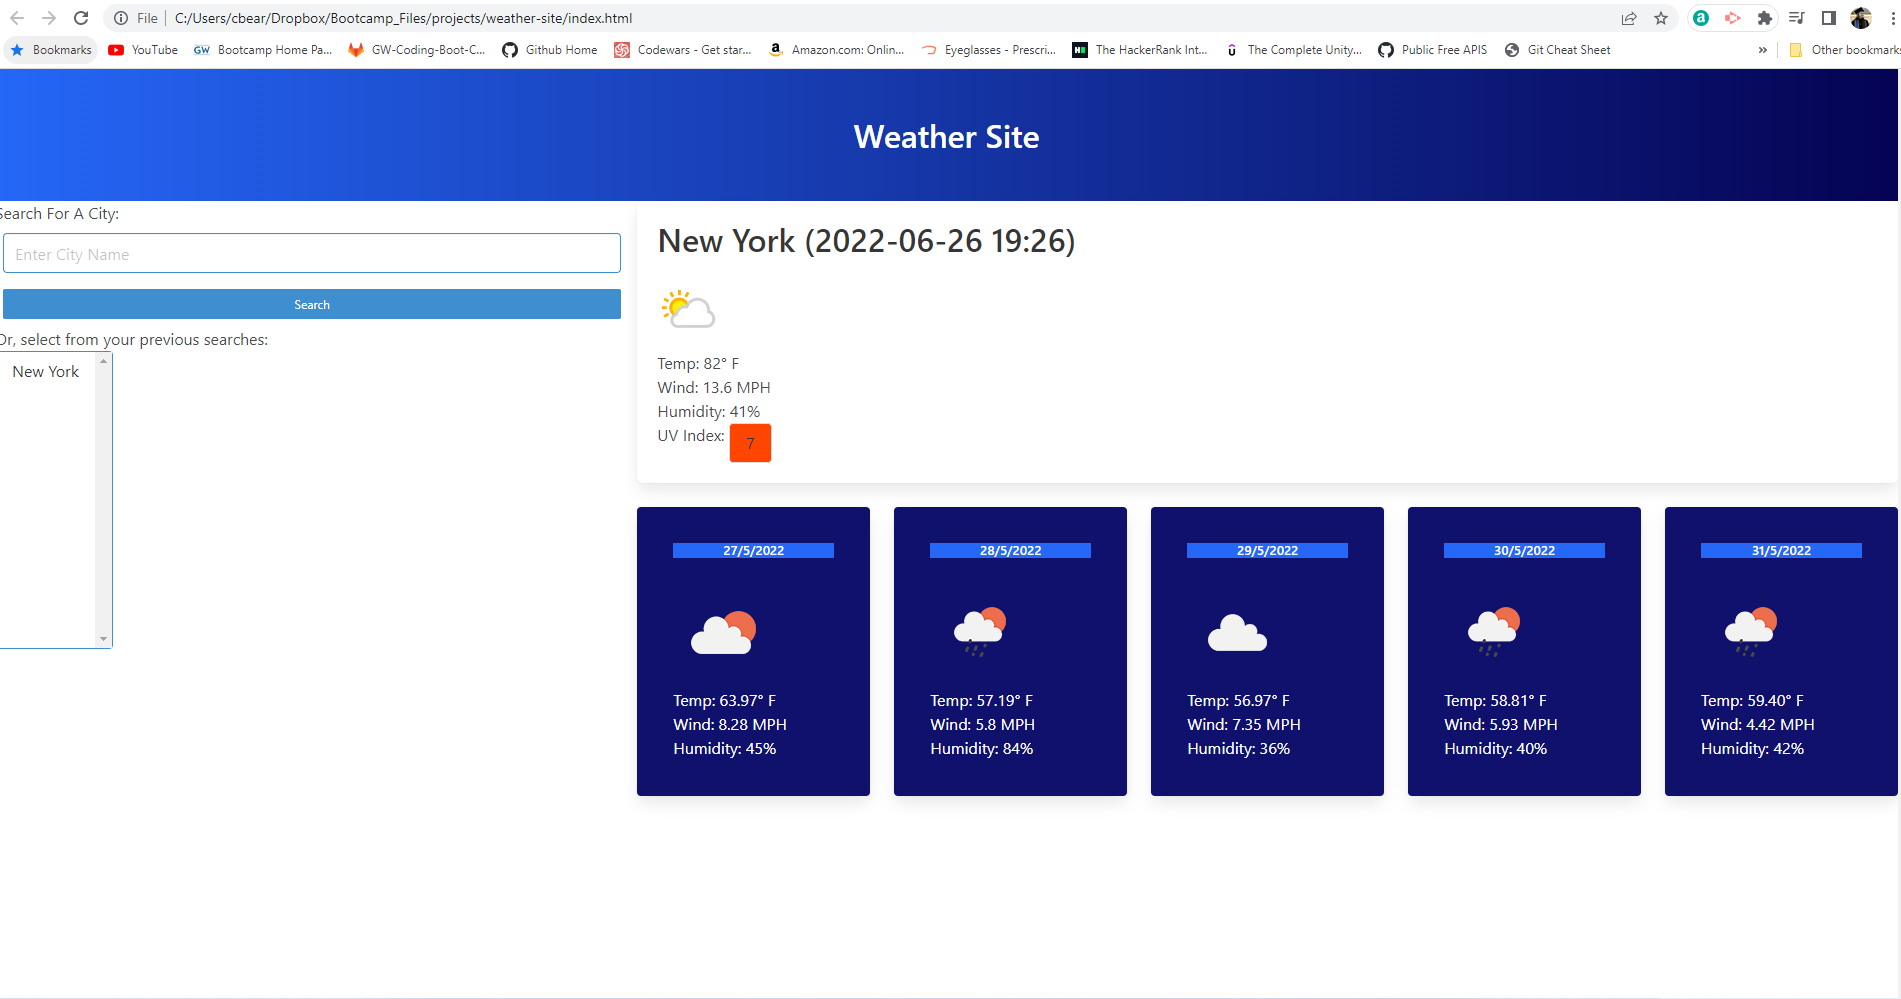 File C:/Users/cbear/Dropbox/Bootcamp_Files/projects/weather-site/index.html
Bookmarks YouTube GW Bootcamp Home Pa... GW-Coding-Boot-C... Github Home Codewars - Get star... Amazon.com: Onlin... Eyeglasses - Prescri... The HackerRank Int... The Complete Unity,... Public Free APIS Git Cheat Sheet » Other bookmarks
Weather Site
Search For A City:
Enter City Name
Search
Or, select from your previous searches:
New York
New York (2022-06-26 19:26)
Temp: 82° F
Wind: 13.6 MPH
Humidity: 41%
UV Index: 7
27/5/2022
Temp: 63.97° F
Wind: 8.28 MPH
Humidity: 45%
28/5/2022
Temp: 57.19° F
Wind: 5.8 MPH
Humidity: 84%
29/5/2022
Temp: 56.97° F
Wind: 7.35 MPH
Humidity: 36%
30/5/2022
Temp: 58.81° F
Wind: 5.93 MPH
Humidity: 40%
31/5/2022
Temp: 59.40° F
Wind: 4.42 MPH
Humidity: 42%